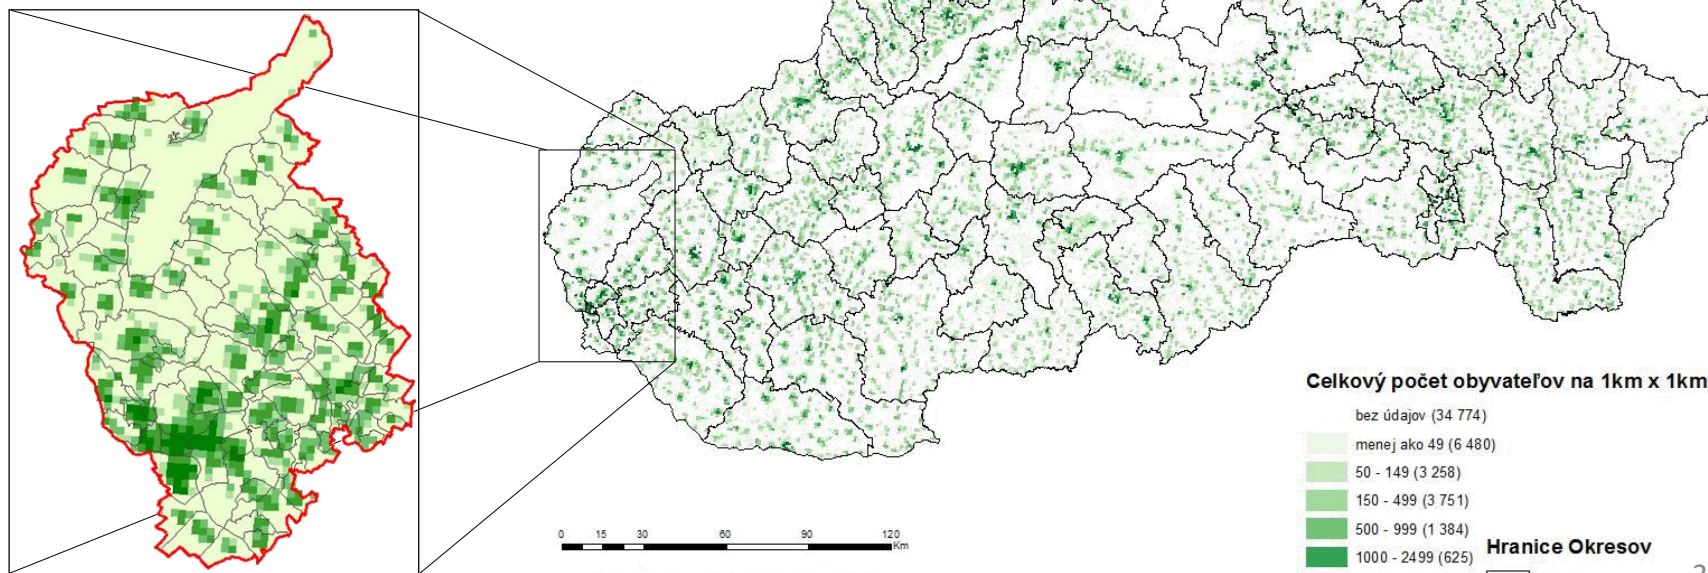 Celkový počet obyvateľov na 1km x 1km
bez údajov (34 774)
menej ako 49 (6 480)
50 - 149 (3 258)
150 - 499 (3 751)
500 - 999 (1 384)
1000 - 2499 (625)
Hranice Okresov
0 15 30 60 90 120
Km